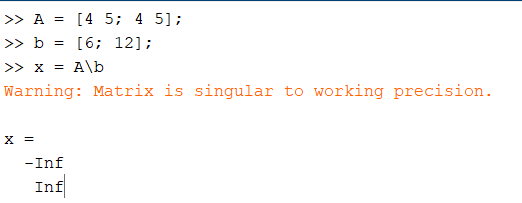 >> A = [4 5; 4 5];
>> b = [6; 12];
>> x = A\b
Warning: Matrix is singular to working precision.
x =
-Inf
Inf